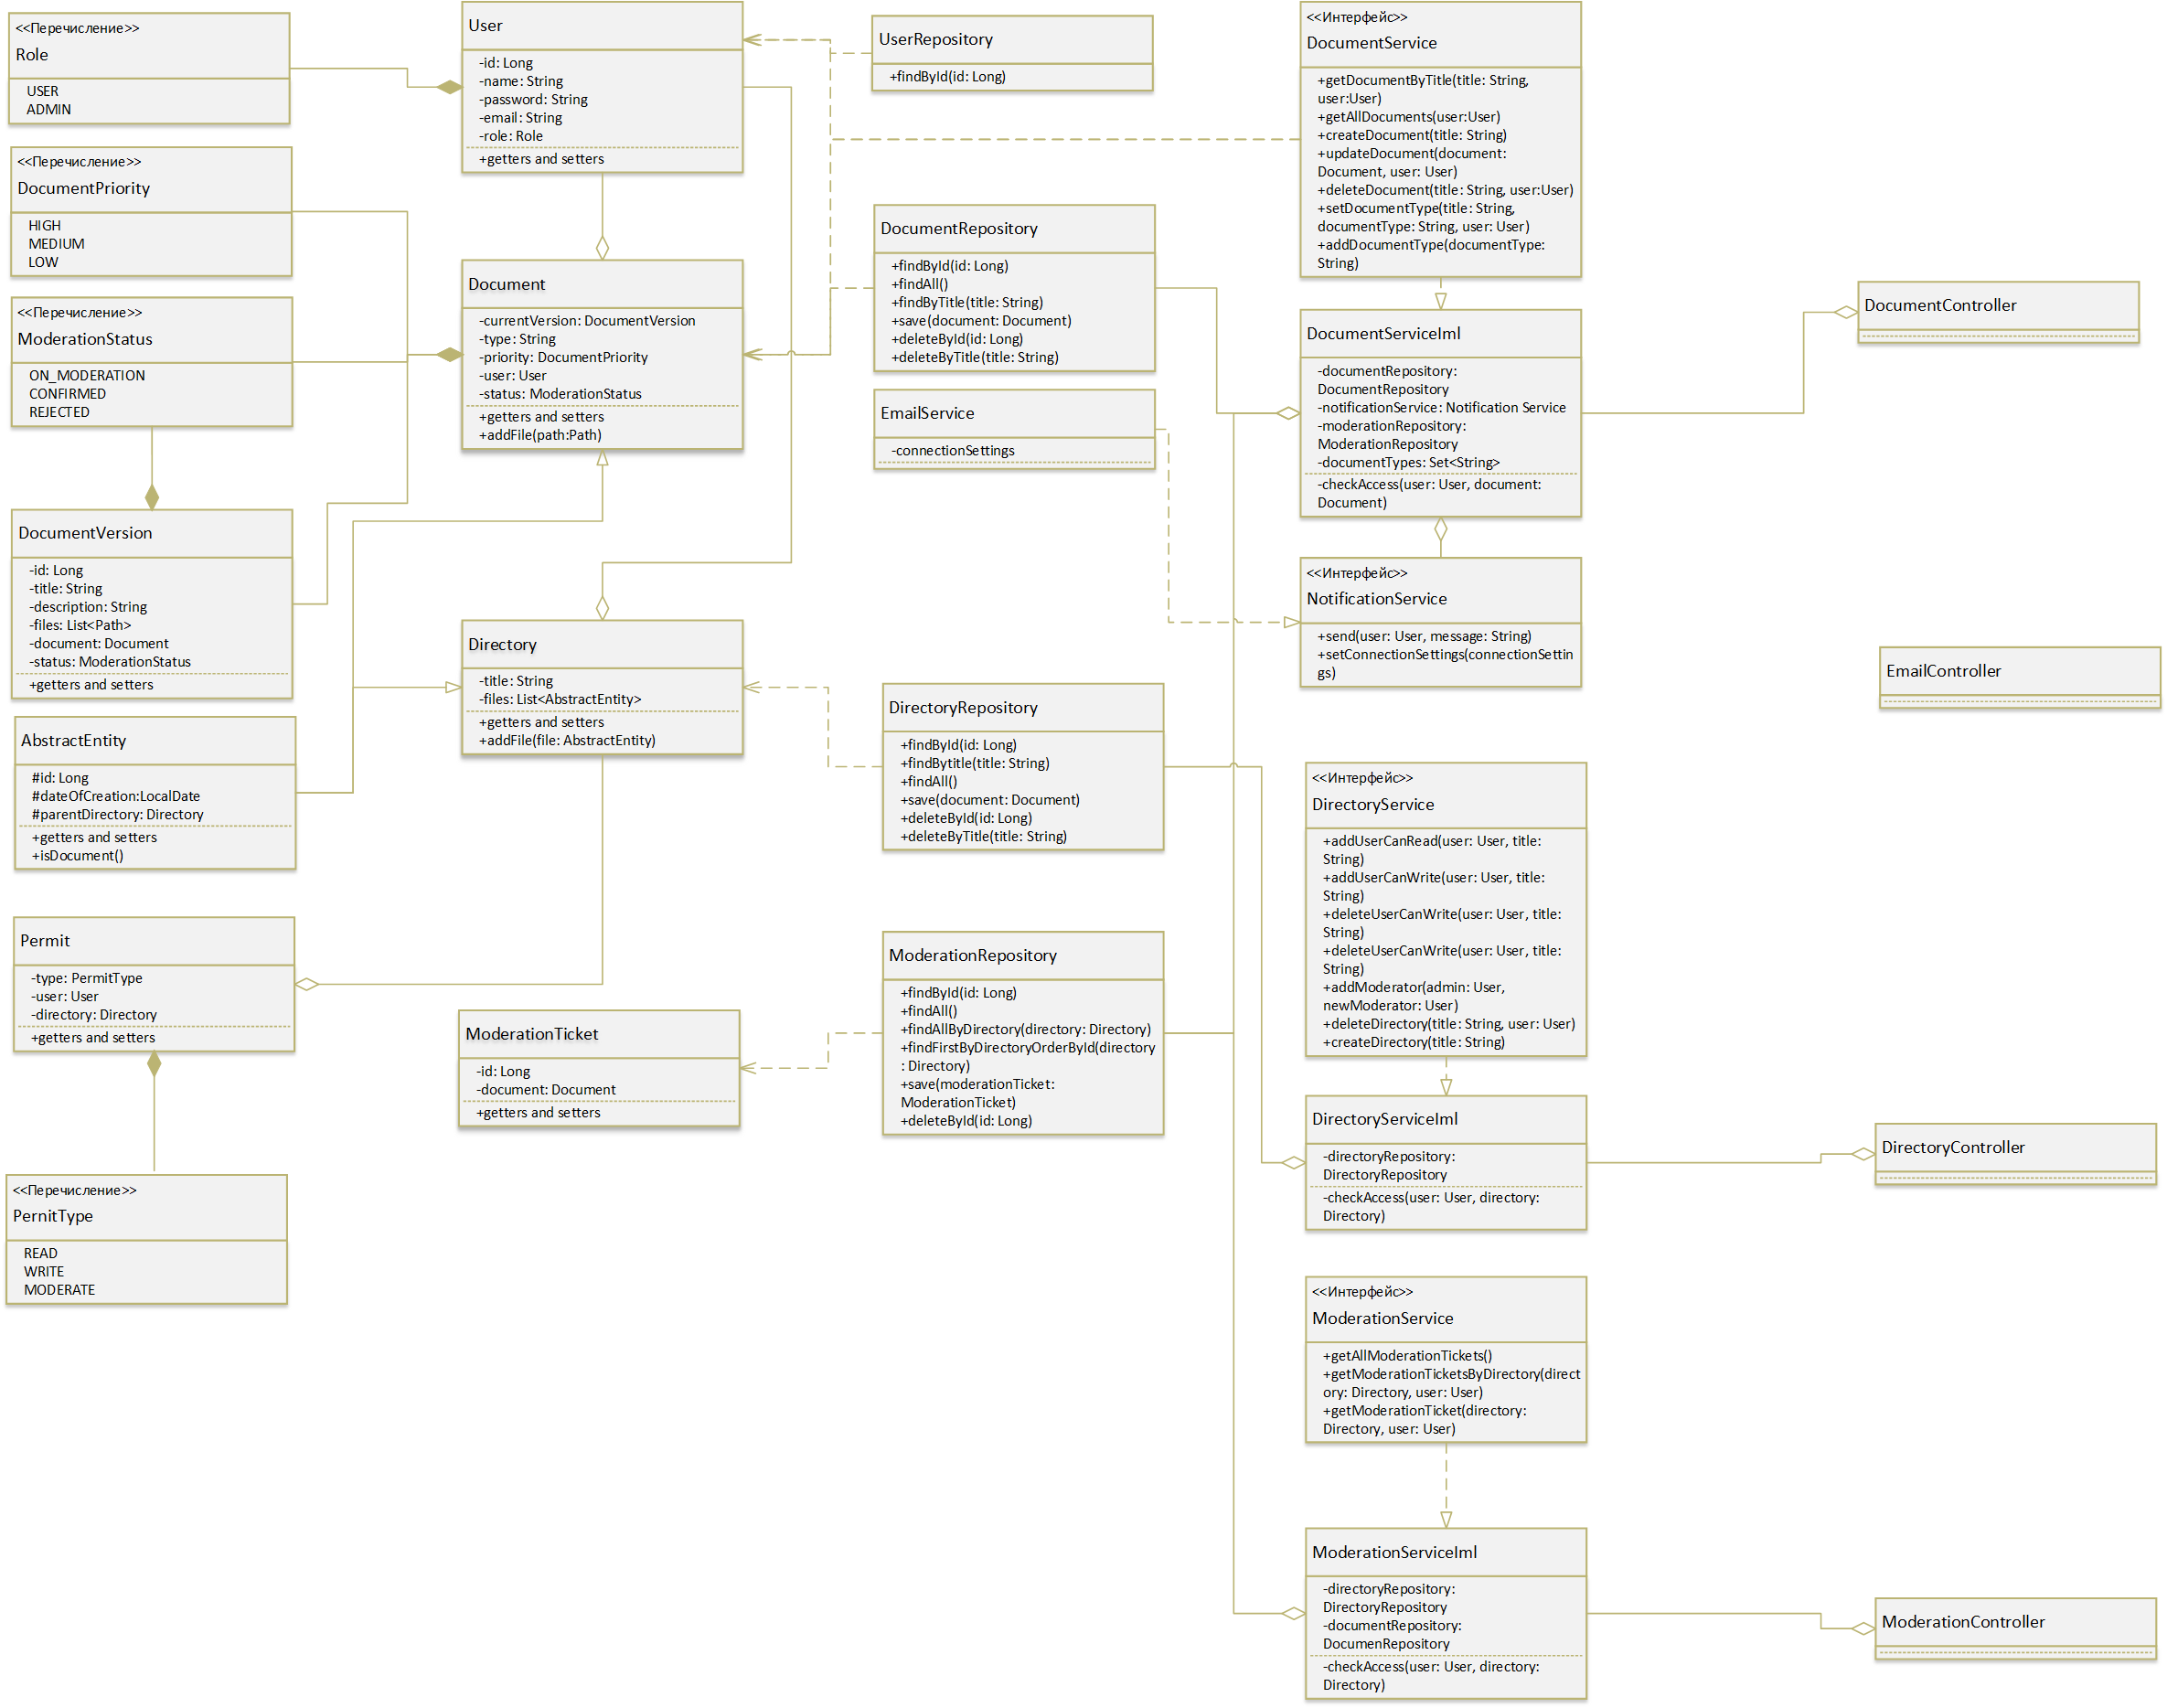 <<Перечисление>>
Role
USER
ADMIN
<<Перечисление>>
DocumentPriority
HIGH
MEDIUM
LOW
<<Перечисление>>
ModerationStatus
ON_MODERATION
CONFIRMED
REJECTED
DocumentVersion
-id: Long
-title: String
-description: String
-files: List<Path>
-document: Document
-status: ModerationStatus
+getters and setters
AbstractEntity
#id: Long
#dateOfCreation:LocalDate
#parentDirectory: Directory
+getters and setters
+isDocument()
Permit
-type: PermitType
-user: User
-directory: Directory
+getters and setters
<<Перечисление>>
PernitType
READ
WRITE
MODERATE
User
-id: Long
-name: String
-password: String
-email: String
-role: Role
+getters and setters
Document
-currentVersion: DocumentVersion
-type: String
-priority: DocumentPriority
-user: User
-status: ModerationStatus
+getters and setters
+addFile(path:Path)
Directory
-title: String
-files: List<AbstractEntity>
+getters and setters
+addFile(file: AbstractEntity)
ModerationTicket
-id: Long
-document: Document
+getters and setters
UserRepository
+findById(id: Long)
DocumentRepository
+findById(id: Long)
+findAll()
+findByTitle(title: String)
+save(document: Document)
+deleteById(id: Long)
+deleteByTitle(title: String)
EmailService
-connectionSettings
DirectoryRepository
+findById(id: Long)
+findBytitle(title: String)
+findAll()
+save(document: Document)
+deleteById(id: Long)
+deleteByTitle(title: String)
ModerationRepository
+findById(id: Long)
+findAll()
+findAllByDirectory(directory: Directory)
+findFirstByDirectoryOrderById(directory
: Directory)
+save(moderationTicket:
ModerationTicket)
+deleteById(id: Long)
<<Интерфейс>>
DocumentService
+getDocumentByTitle(title: String,
user:User)
+getAllDocuments(user:User)
+createDocument(title: String)
+updateDocument(document:
Document, user: User)
+deleteDocument(title: String, user:User)
+setDocumentType(title: String,
documentType: String, user: User)
+addDocumentType(documentType:
String)
DocumentServiceIml
-documentRepository:
DocumentRepository
-notificationService: Notification Service
-moderationRepository:
ModerationRepository
-documentTypes: Set<String>
-checkAccess(user: User, document:
Document)
<<Интерфейс>>
NotificationService
+send(user: User, message: String)
+setConnectionSettings(connectionSettin
gs)
<<Интерфейс>>
DirectoryService
+addUserCanRead(user: User, title:
String)
+addUserCanWrite(user: User, title:
String)
+deleteUserCanWrite(user: User, title:
String)
+deleteUserCanWrite(user: User, title:
String)
+addModerator(admin: User,
newModerator: User)
+deleteDirectory(title: String, user: User)
+createDirectory(title: String)
DirectoryServiceIml
-directoryRepository:
DirectoryRepository
-checkAccess(user: User, directory:
Directory)
<<Интерфейс>>
ModerationService
+getAllModerationTickets()
+getModerationTicketsByDirectory(direct
ory: Directory, user: User)
+getModerationTicket(directory:
Directory, user: User)
ModerationServiceIml
-directoryRepository:
DirectoryRepository
-documentRepository:
DocumenRepository
-checkAccess(user: User, directory:
Directory)
DocumentController
EmailController
DirectoryController
ModerationController